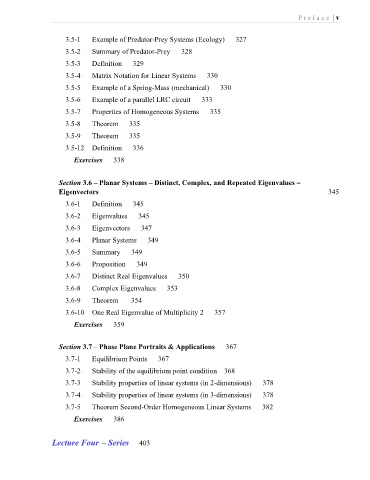 Preface | v
3.5-1 Example of Predator-Prey Systems (Ecology) 327
3.5-2 Summary of Predator-Prey 328
3.5-3 Definition 329
3.5-4 Matrix Notation for Linear Systems 330
3.5-5 Example of a Spring-Mass (mechanical) 330
3.5-6 Example of a parallel LRC circuit 333
3.5-7 Properties of Homogeneous Systems 335
3.5-8 Theorem 335
3.5-9 Theorem 335
3.5-12 Definition 336
Exercises 338
Section 3.6 – Planar Systems – Distinct, Complex, and Repeated Eigenvalues –
Eigenvectors 345
3.6-1 Definition 345
3.6-2 Eigenvalues 345
3.6-3 Eigenvectors 347
3.6-4 Planar Systems 349
3.6-5 Summary 349
3.6-6 Proposition 349
3.6-7 Distinct Real Eigenvalues 350
3.6-8 Complex Eigenvalues 353
3.6-9 Theorem 354
3.6-10 One Real Eigenvalue of Multiplicity 2 357
Exercises 359
Section 3.7 – Phase Plane Portraits & Applications 367
3.7-1 Equilibrium Points 367
3.7-2 Stability of the equilibrium point condition 368
3.7-3 Stability properties of linear systems (in 2-dimensions) 378
3.7-4 Stability properties of linear systems (in 3-dimensions) 378
3.7-5 Theorem Second-Order Homogeneous Linear Systems 382
Exercises 386
Lecture Four – Series 403